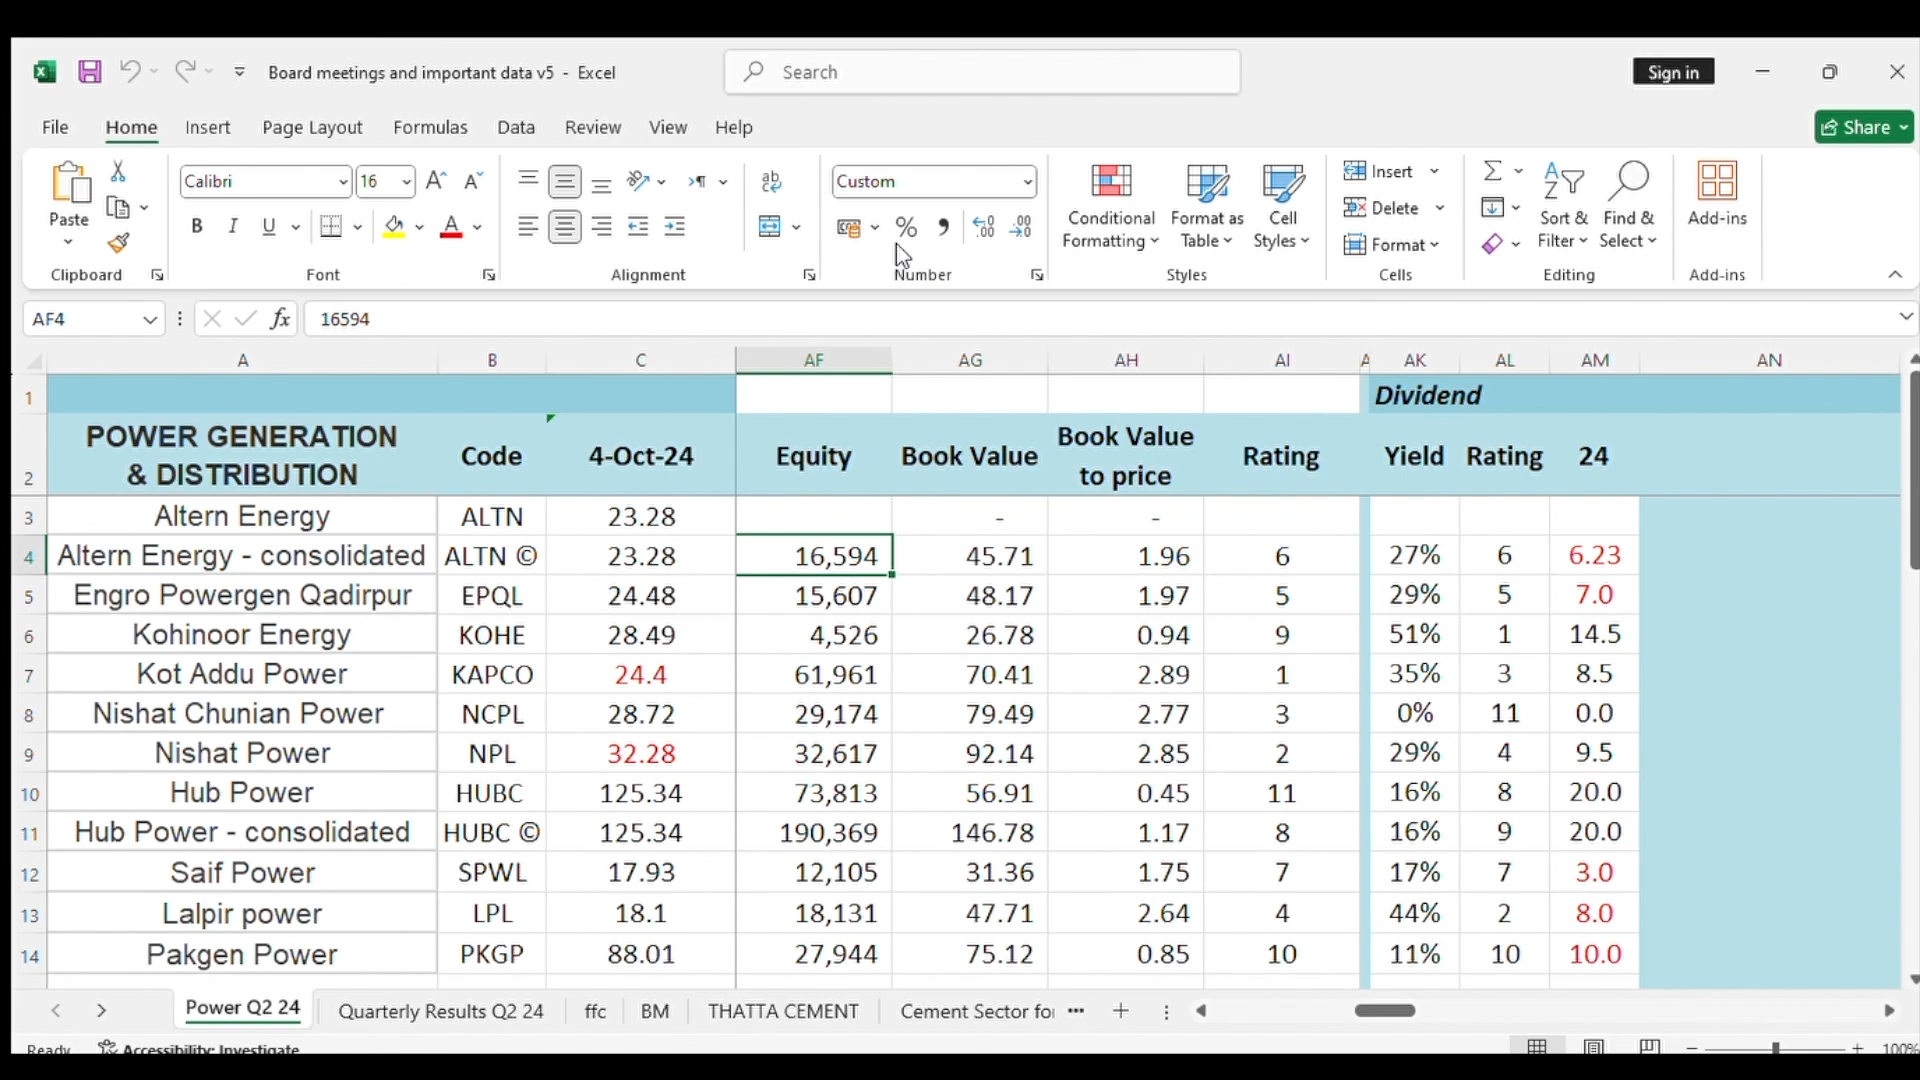 Board meetings and important data v5 - Excel
Search
Sign in
File Home Insert Page Layout Formulas Data Review View Help
Share
Paste
Clipboard
Calibri 16
B I U
Font
Alignment
Custom
Number
Conditional Formatting
Format as Table
Cell Styles
Styles
Insert
Delete
Format
Cells
Sort & Filter
Find & Select
Editing
Add-ins
Add-ins
AF4 fx 16594
A B C AF AG AH AI A AK AL AM AN
1 Dividend
2 POWER GENERATION & DISTRIBUTION Code 4-Oct-24 Equity Book Value Book Value to price Rating Yield Rating 24
3 Altern Energy ALTN 23.28 - -
4 Altern Energy - consolidated ALTN © 23.28 16,594 45.71 1.96 6 27% 6 6.23
5 Engro Powergen Qadirpur EPQL 24.48 15,607 48.17 1.97 5 29% 5 7.0
6 Kohinoor Energy KOHE 28.49 4,526 26.78 0.94 9 51% 1 14.5
7 Kot Addu Power KAPCO 24.4 61,961 70.41 2.89 1 35% 3 8.5
8 Nishat Chunian Power NCPL 28.72 29,174 79.49 2.77 3 0% 11 0.0
9 Nishat Power NPL 32.28 32,617 92.14 2.85 2 29% 4 9.5
10 Hub Power HUBC 125.34 73,813 56.91 0.45 11 16% 8 20.0
11 Hub Power - consolidated HUBC © 125.34 190,369 146.78 1.17 8 16% 9 20.0
12 Saif Power SPWL 17.93 12,105 31.36 1.75 7 17% 7 3.0
13 Lalpir power LPL 18.1 18,131 47.71 2.64 4 44% 2 8.0
14 Pakgen Power PKGP 88.01 27,944 75.12 0.85 10 11% 10 10.0
Power Q2 24 Quarterly Results Q2 24 ffc BM THATTA CEMENT Cement Sector for ...
Ready Accessibility: Investigate 100%